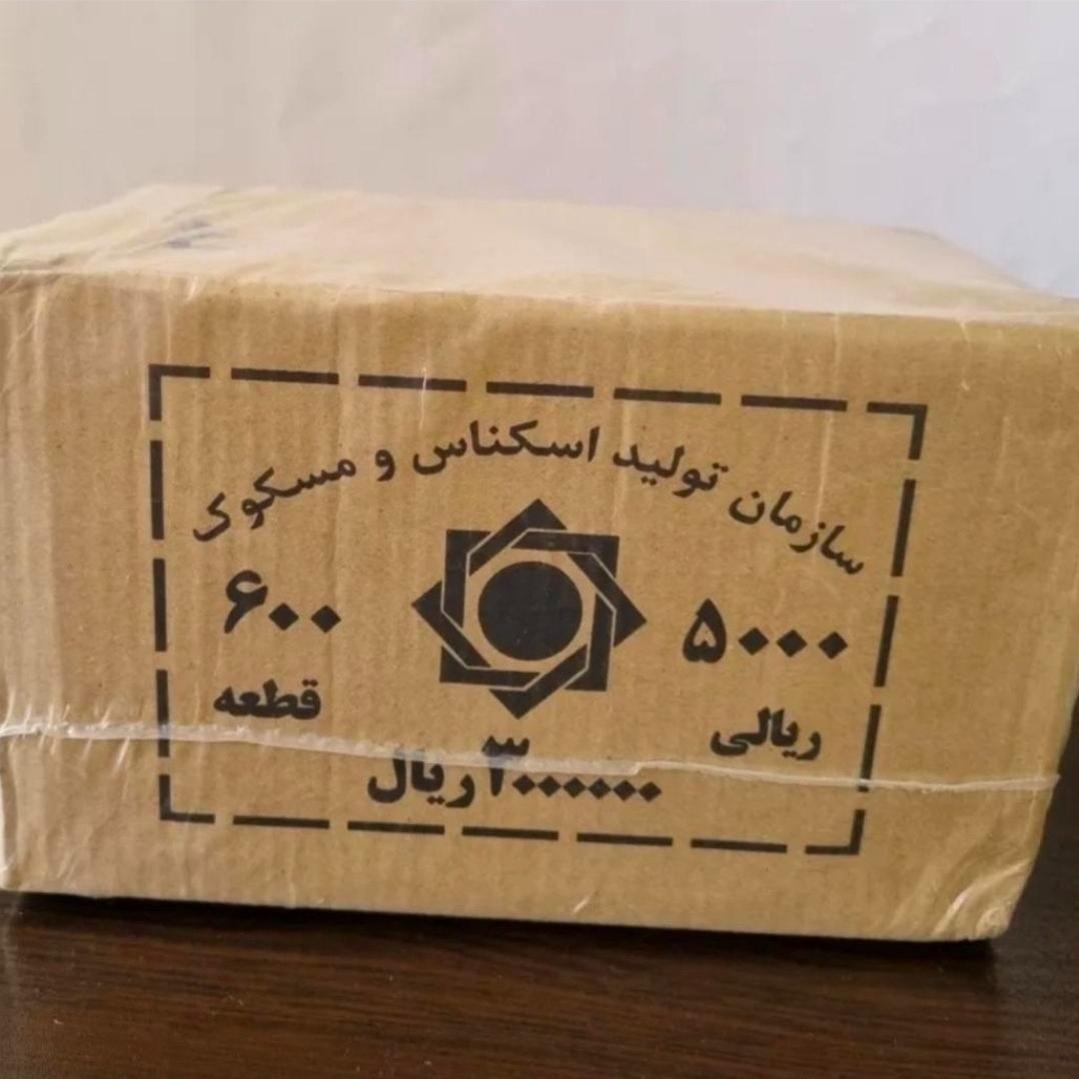 سازمان تولید اسکناس و مسکوک
۵۰۰۰
ریالی
۶۰۰
قطعه
۳۰۰۰۰۰۰ ریال